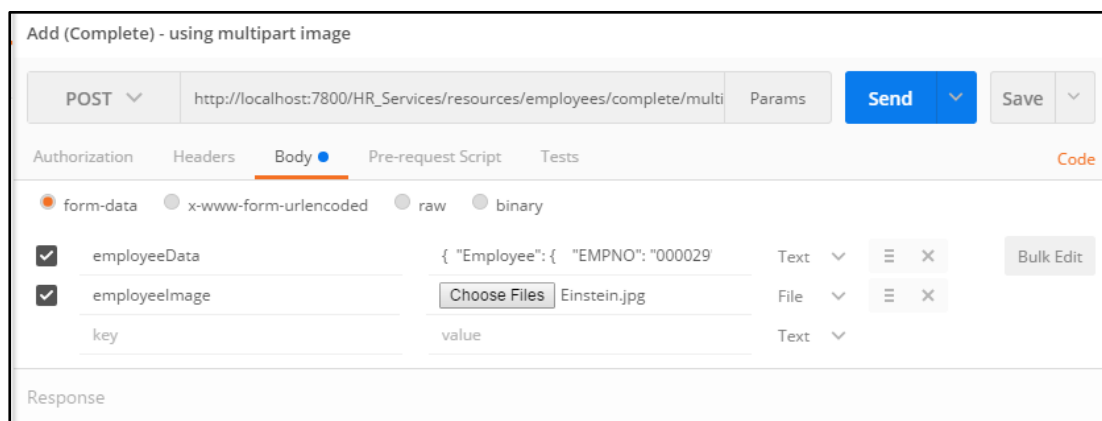 Add (Complete) - using multipart image
POST http://localhost:7800/HR_Services/resources/employees/complete/multi Params Send Save
Authorization Headers Body Pre-request Script Tests Code
form-data x-www-form-urlencoded raw binary
employeeData { "Employee": { "EMPNO": "000029' Text Bulk Edit
employeeImage Choose Files Einstein.jpg File
key value Text
Response